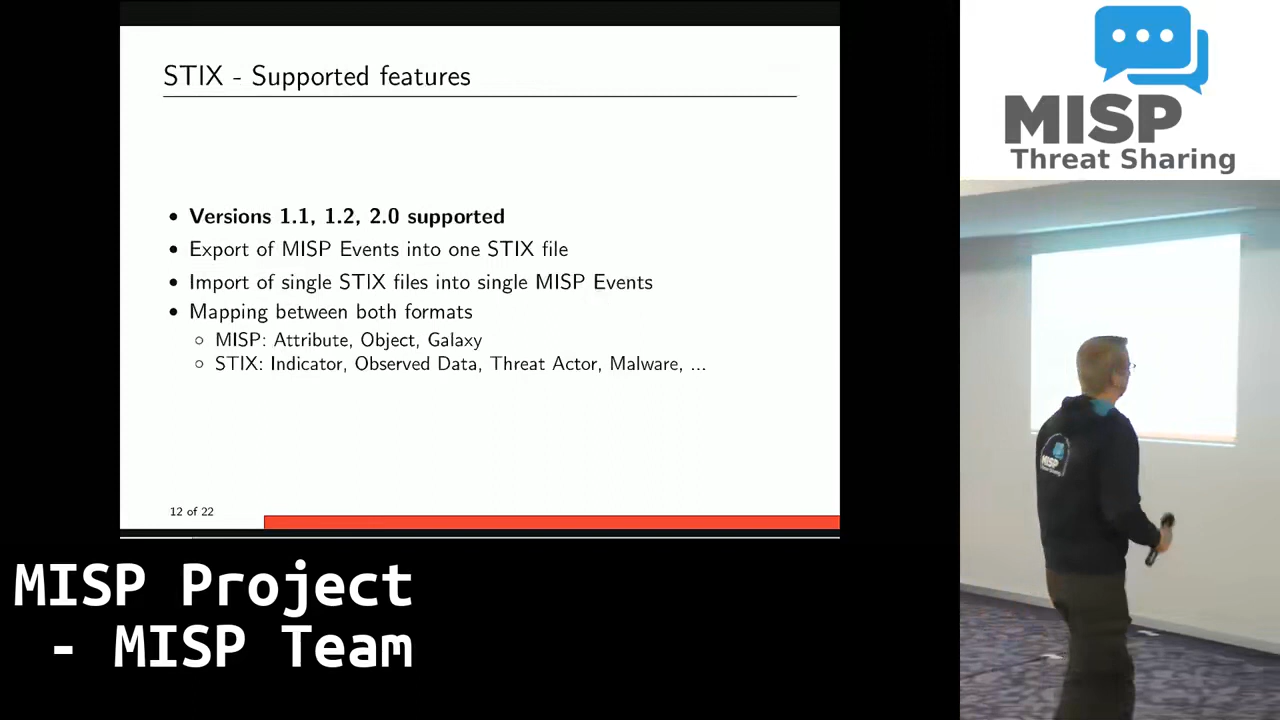 STIX - Supported features
• Versions 1.1, 1.2, 2.0 supported
• Export of MISP Events into one STIX file
• Import of single STIX files into single MISP Events
• Mapping between both formats
○ MISP: Attribute, Object, Galaxy
○ STIX: Indicator, Observed Data, Threat Actor, Malware, ...
12 of 22
MISP Project
- MISP Team
MISP
Threat Sharing
MISP